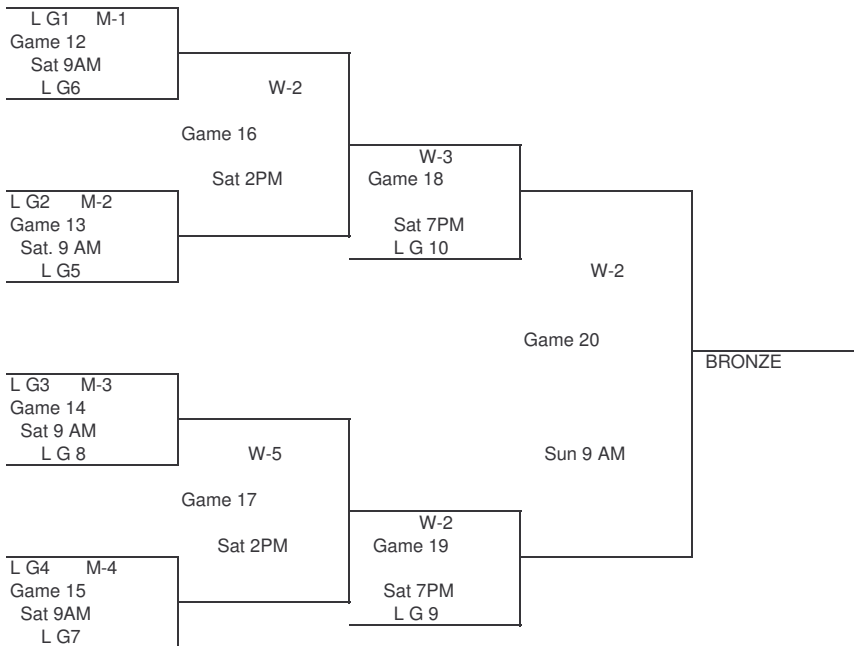 L G1 M-1
Game 12
Sat 9AM
L G6
W-2
Game 16
Sat 2PM
L G2 M-2
Game 13
Sat. 9 AM
L G5
W-3
Game 18
Sat 7PM
L G 10
W-2
Game 20
Sun 9 AM
BRONZE
L G3 M-3
Game 14
Sat 9 AM
L G 8
W-5
Game 17
Sat 2PM
L G4 M-4
Game 15
Sat 9AM
L G7
W-2
Game 19
Sat 7PM
L G 9